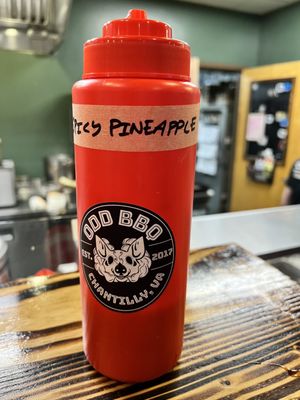 PICY PINEAPPLE
ODD BBQ
EST. 2017
CHANTILLY, VA